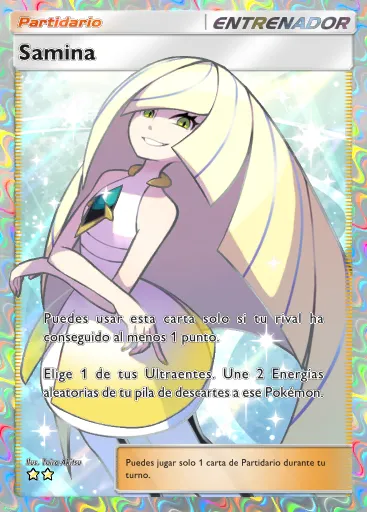 Partidario
ENTRENADOR
Samina
Puedes usar esta carta solo si tu rival ha
conseguido al menos 1 punto.
Elige 1 de tus Ultraentes. Une 2 Energías
aleatorias de tu pila de descartes a ese Pokémon.
Ilus.
Puedes jugar solo 1 carta de Partidario durante tu
turno.